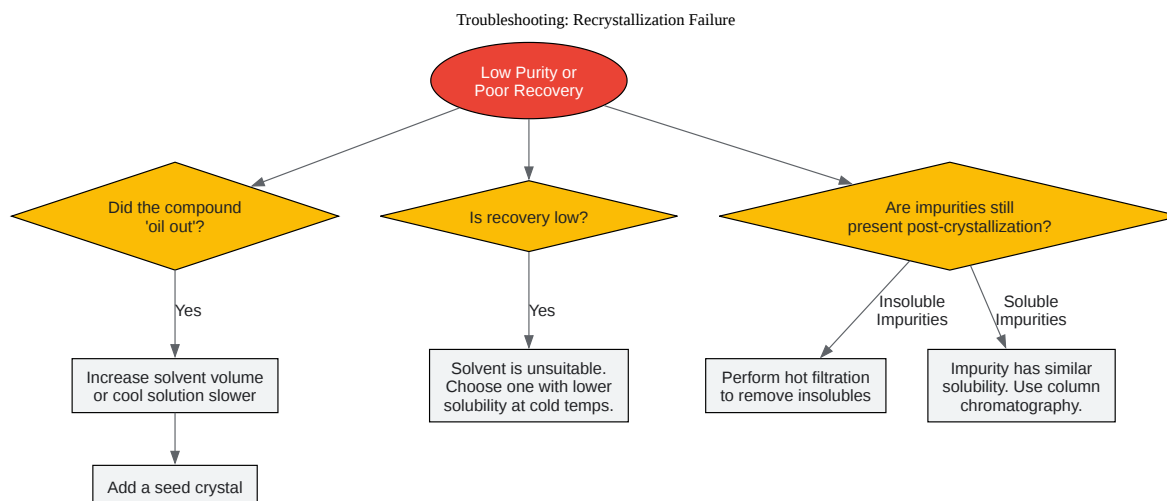 Troubleshooting: Recrystallization Failure
Low Purity or
Poor Recovery
Did the compound
'oil out'?
Is recovery low?
Are impurities still
present post-crystallization?
Yes
Yes
Insoluble
Impurities
Soluble
Impurities
Increase solvent volume
or cool solution slower
Solvent is unsuitable.
Choose one with lower
solubility at cold temps.
Perform hot filtration
to remove insolubles
Impurity has similar
solubility. Use column
chromatography.
Add a seed crystal